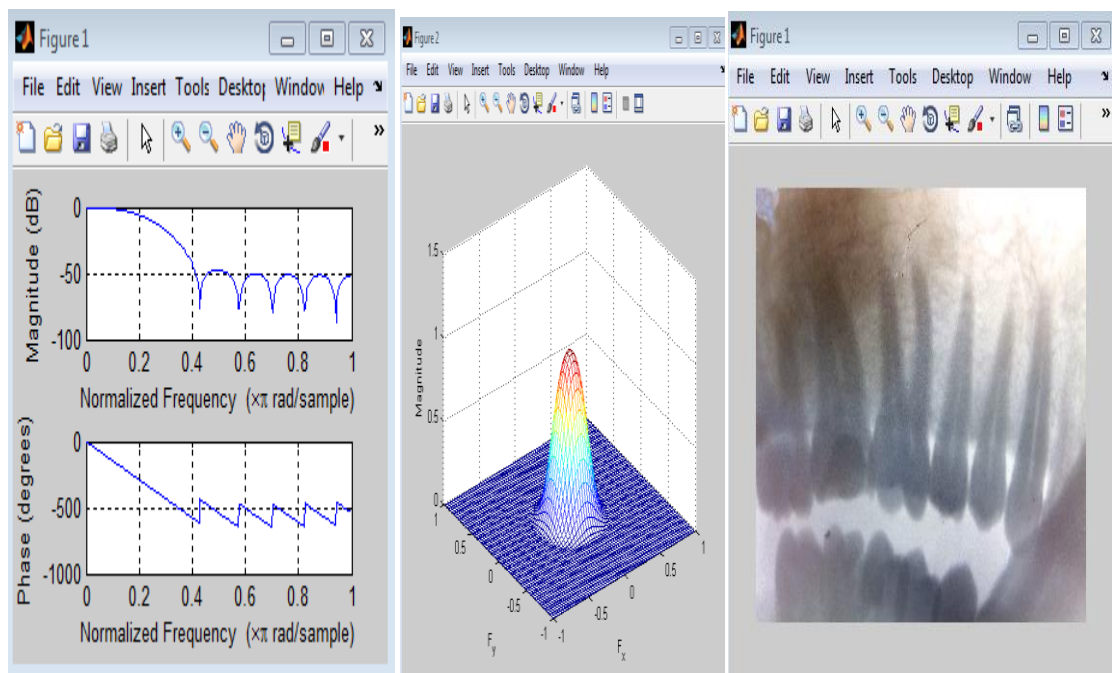 Figure 1
File Edit View Insert Tools Desktop Window Help
»
Magnitude (dB)
0
-50
-100
0 0.2 0.4 0.6 0.8 1
Normalized Frequency (×π rad/sample)
Phase (degrees)
0
-500
-1000
0 0.2 0.4 0.6 0.8 1
Normalized Frequency (×π rad/sample)
Figure 2
File Edit View Insert Tools Desktop Window Help
Magnitude
1.5
1
0.5
0
1
0.5
0
-0.5
-1
-1
-0.5
0
0.5
1
F_y
F_x
Figure 1
File Edit View Insert Tools Desktop Window Help
»